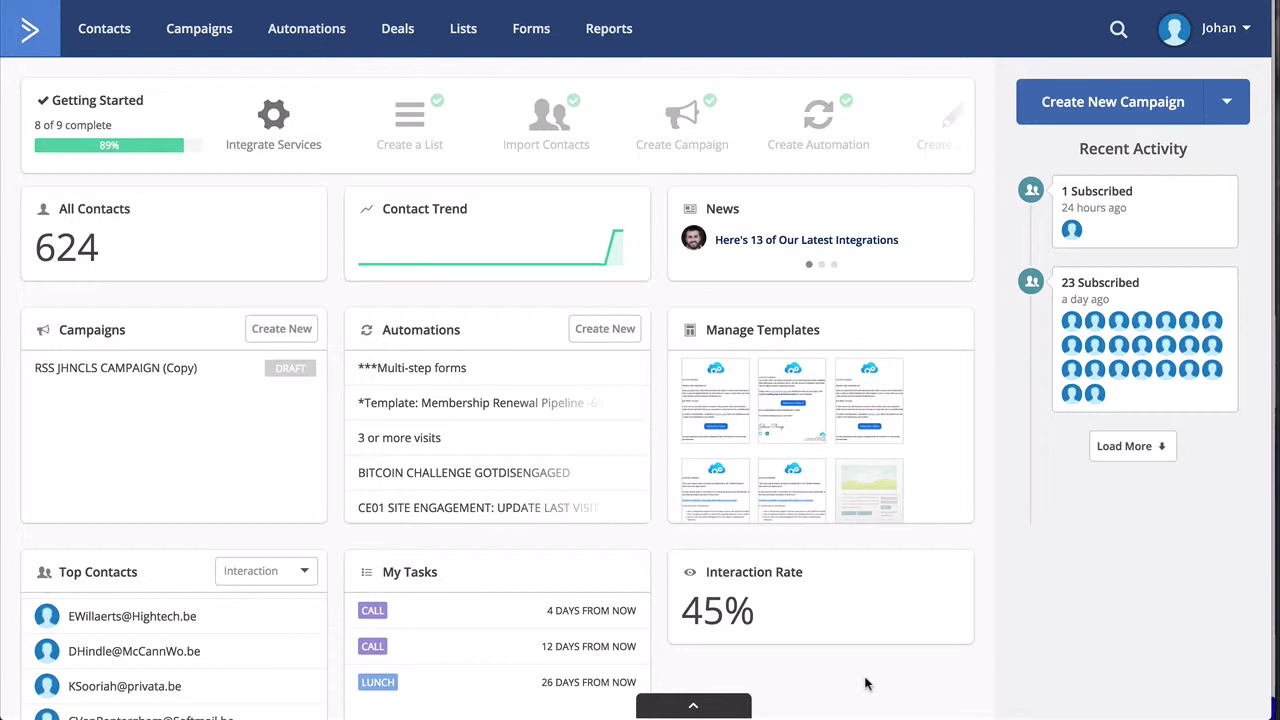 Contacts
Campaigns
Automations
Deals
Lists
Forms
Reports
Johan
Getting Started
8 of 9 complete
89%
Integrate Services
Create a List
Import Contacts
Create Campaign
Create Automation
Create
Create New Campaign
Recent Activity
1 Subscribed
24 hours ago
23 Subscribed
a day ago
Load More
All Contacts
624
Contact Trend
News
Here's 13 of Our Latest Integrations
Campaigns
Create New
RSS JHNCLS CAMPAIGN (Copy)
DRAFT
Automations
Create New
***Multi-step forms
*Template: Membership Renewal Pipe
3 or more visits
BITCOIN CHALLENGE GOTDISENGAGED
CE01 SITE ENGAGEMENT: UPDATE LAST VISIT
Manage Templates
Top Contacts
Interaction
EWillaerts@Hightech.be
DHindle@McCannWo.be
KSooriah@privata.be
My Tasks
CALL
4 DAYS FROM NOW
CALL
12 DAYS FROM NOW
LUNCH
26 DAYS FROM NOW
Interaction Rate
45%